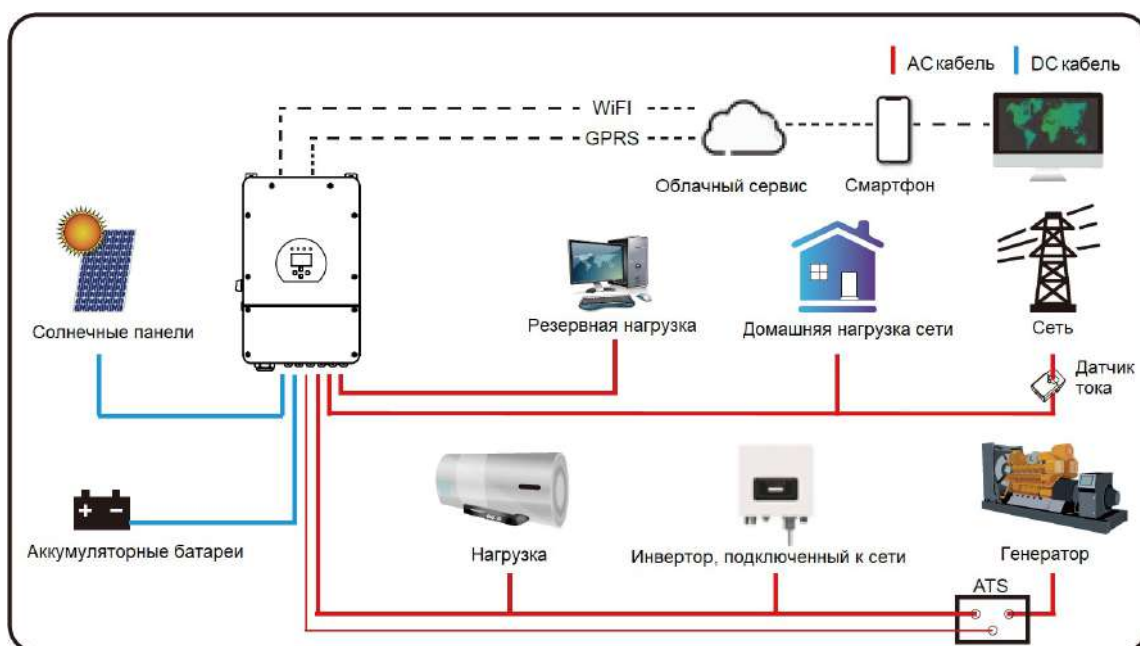 AC кабель
DC кабель
WiFI
GPRS
Облачный сервис
Смартфон
Солнечные панели
Резервная нагрузка
Домашняя нагрузка сети
Сеть
Датчик
тока
Аккумуляторные батареи
Нагрузка
Инвертор, подключенный к сети
Генератор
ATS